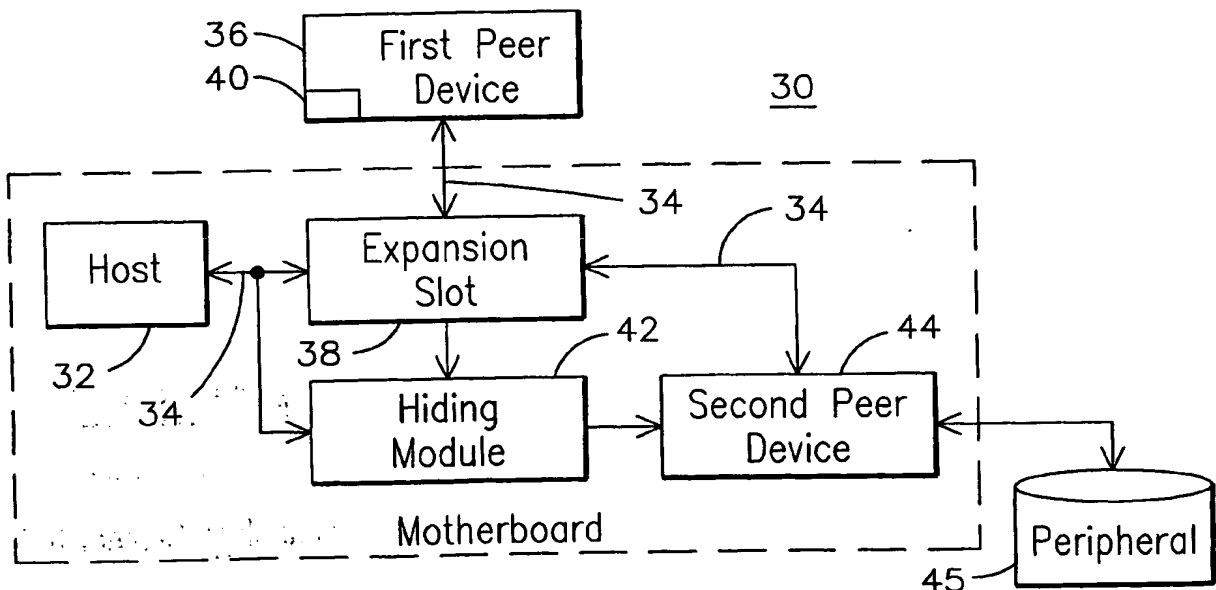 36
First Peer
Device
40
30
34
34
Host
Expansion
Slot
32
38
42
44
34
Hiding
Module
Second Peer
Device
Motherboard
Peripheral
45